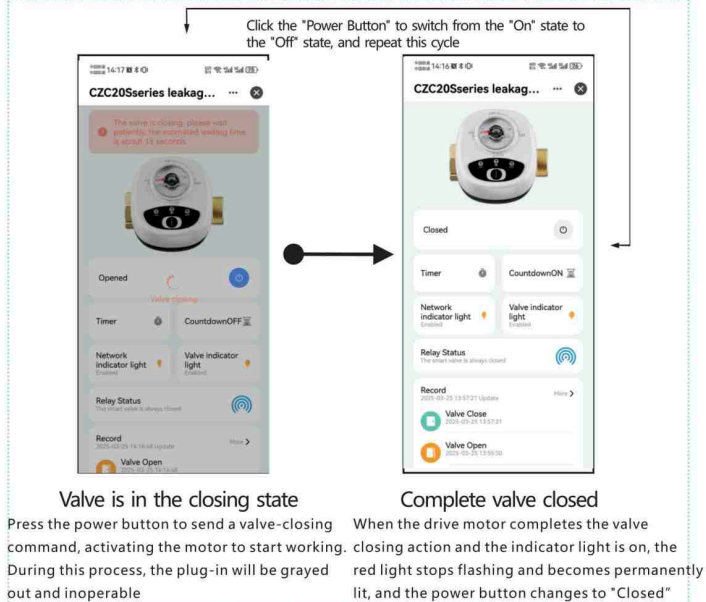 Click the "Power Button" to switch from the "On" state to
the "Off" state, and repeat this cycle
14:17
CZC20Sseries leakag... ···
The valve is closing, please wait
patiently, the estimated waiting time
is about 18 seconds
Opened
Valve closing
Timer
CountdownOFF
Network
indicator light
Enabled
Valve indicator
light
Enabled
Relay Status
The smart valve is always closed
Record
2025-03-25 14:16:48 Update
More >
Valve Open
2025-03-25 14:16:48
14:16
CZC20Sseries leakag... ···
Closed
Timer
CountdownON
Network
indicator light
Enabled
Valve indicator
light
Enabled
Relay Status
The smart valve is always closed
Record
2025-03-25 13:57:21 Update
More >
Valve Close
2025-03-25 13:57:21
Valve Open
2025-03-25 13:55:50
Valve is in the closing state
Press the power button to send a valve-closing
command, activating the motor to start working.
During this process, the plug-in will be grayed
out and inoperable
Complete valve closed
When the drive motor completes the valve
closing action and the indicator light is on, the
red light stops flashing and becomes permanently
lit, and the power button changes to "Closed"